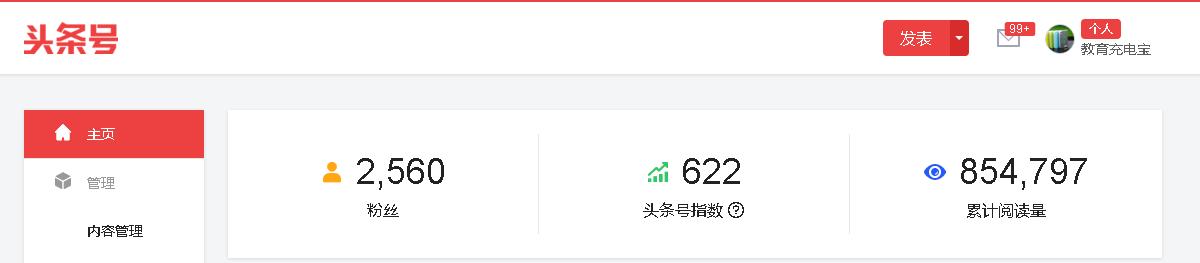 头条号
发表
99+
个人
教育充电宝
主页
管理
内容管理
2,560
粉丝
622
头条号指数 ?
854,797
累计阅读量